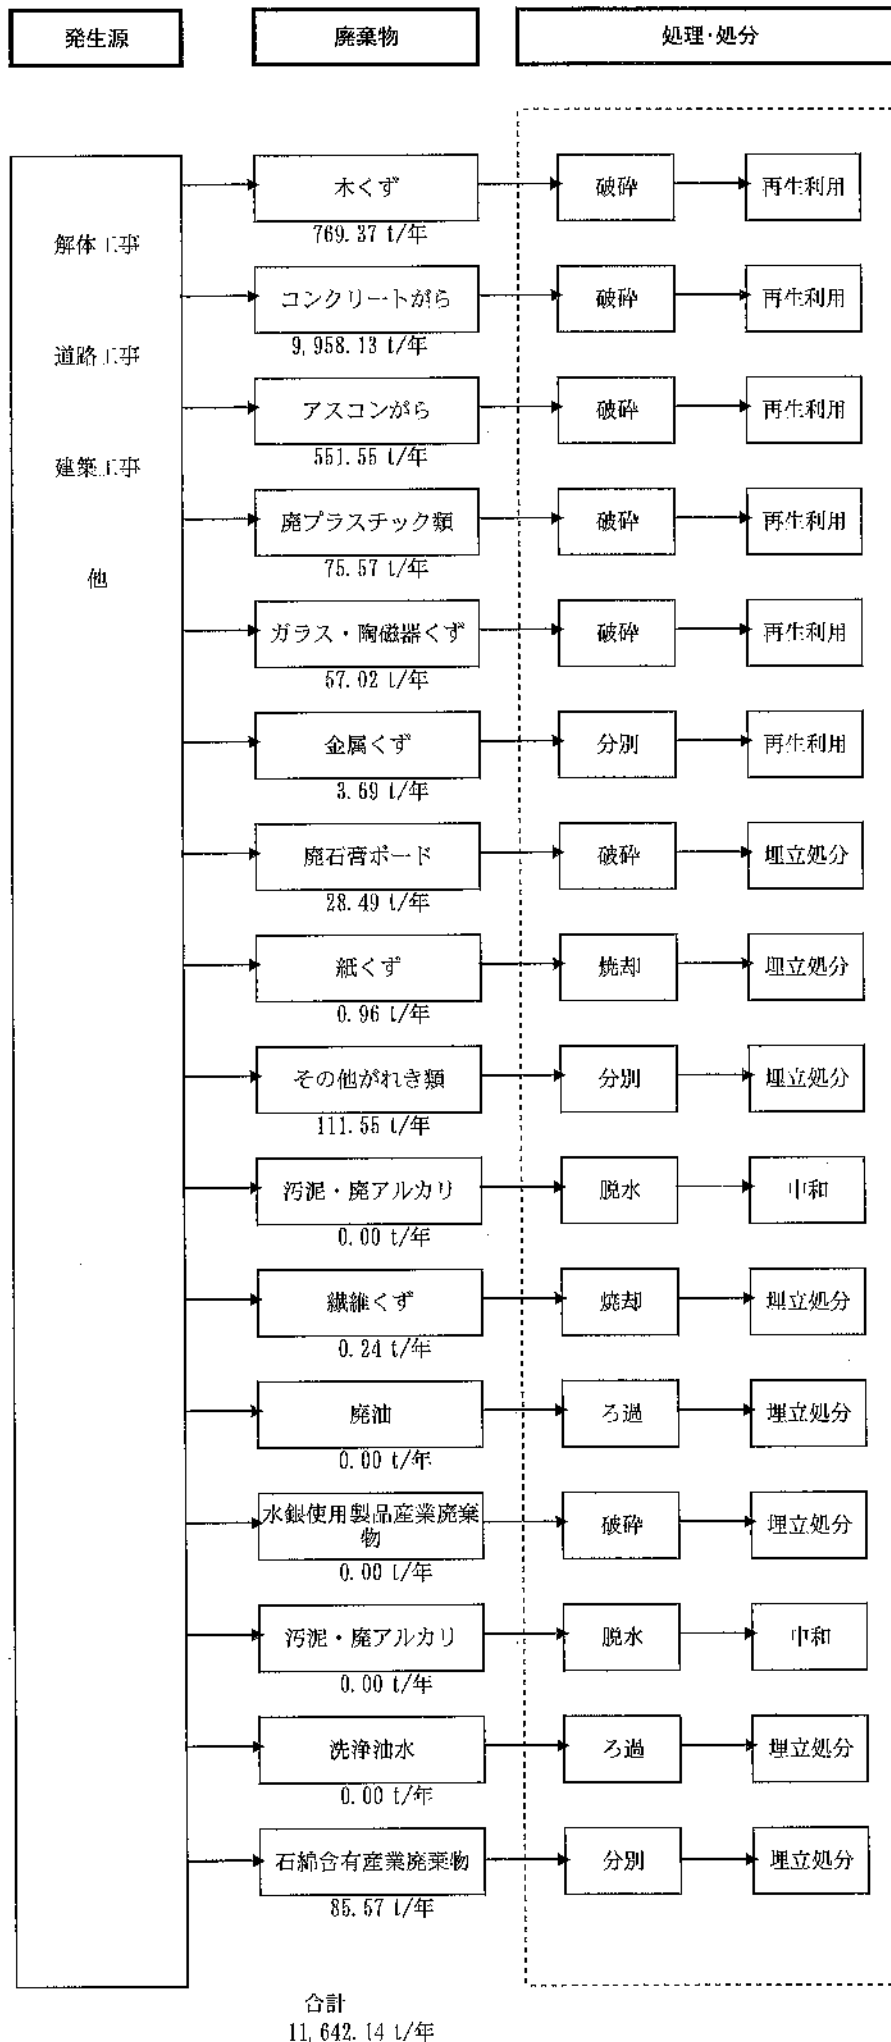 発生源
廃棄物
処理・処分
解体工事
道路工事
建築工事
他
木くず
破砕
再生利用
769.37 t/年
コンクリートがら
破砕
再生利用
9,958.13 t/年
アスコンがら
破砕
再生利用
551.55 t/年
廃プラスチック類
破砕
再生利用
75.57 t/年
ガラス・陶磁器くず
破砕
再生利用
57.02 t/年
金属くず
分別
再生利用
3.69 t/年
廃石膏ボード
破砕
埋立処分
28.49 t/年
紙くず
焼却
埋立処分
0.96 t/年
その他がれき類
分別
埋立処分
111.55 t/年
汚泥・廃アルカリ
脱水
中和
0.00 t/年
繊維くず
焼却
埋立処分
0.24 t/年
廃油
ろ過
埋立処分
0.00 t/年
水銀使用製品産業廃棄
物
破砕
埋立処分
0.00 t/年
汚泥・廃アルカリ
脱水
中和
0.00 t/年
洗浄油水
ろ過
埋立処分
0.00 t/年
石綿含有産業廃棄物
分別
埋立処分
85.57 t/年
合計
11,642.14 t/年